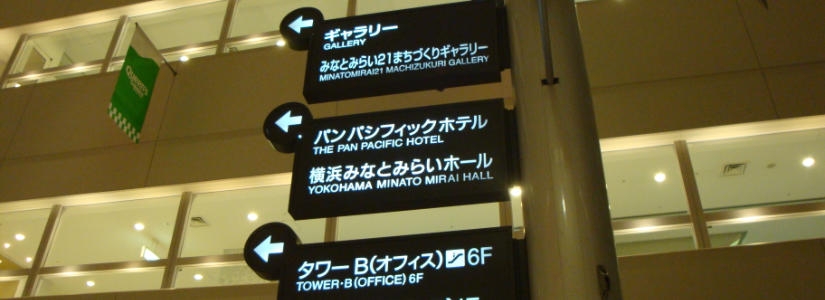 ギャラリー
GALLERY
みなとみらい21まちづくりギャラリー
MINATOMIRAI21 MACHIZUKURI GALLERY
パン パシフィックホテル
THE PAN PACIFIC HOTEL
横浜みなとみらいホール
YOKOHAMA MINATO MIRAI HALL
タワー B(オフィス) 6F
TOWER・B(OFFICE) 6F